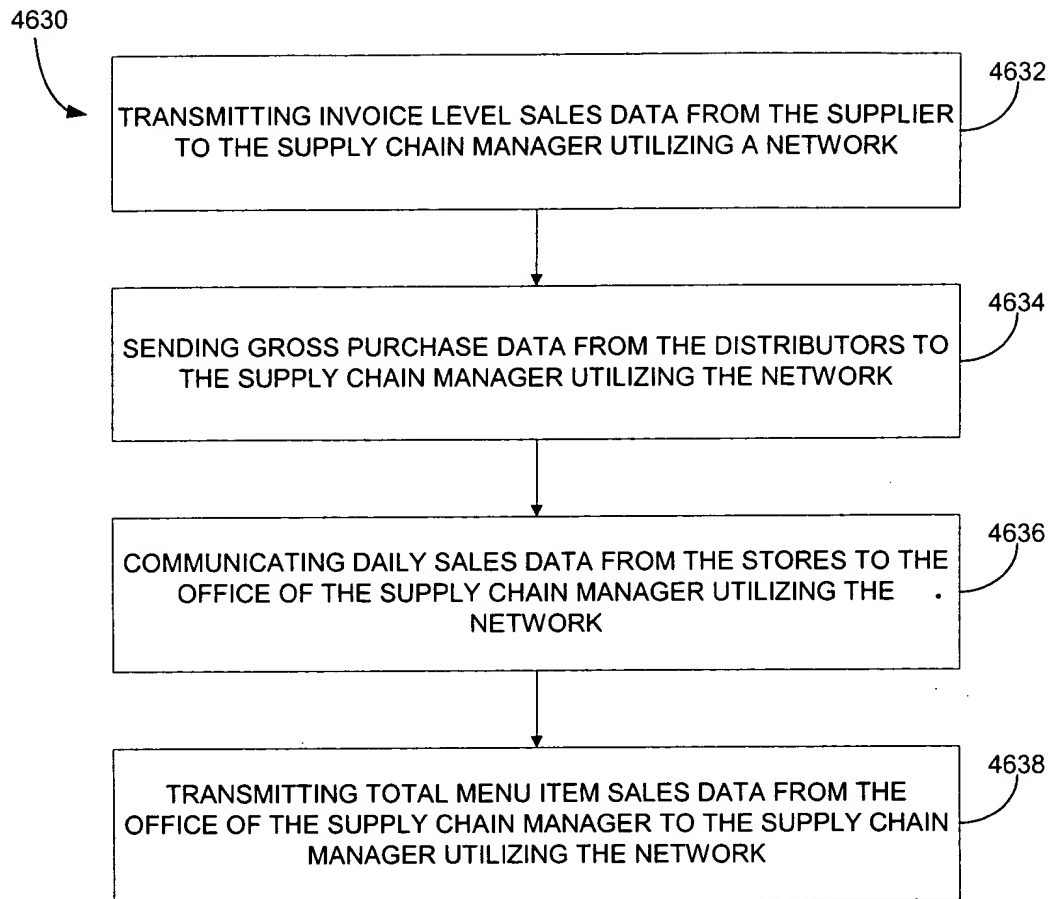 4630
4632
TRANSMITTING INVOICE LEVEL SALES DATA FROM THE SUPPLIER
TO THE SUPPLY CHAIN MANAGER UTILIZING A NETWORK
4634
SENDING GROSS PURCHASE DATA FROM THE DISTRIBUTORS TO
THE SUPPLY CHAIN MANAGER UTILIZING THE NETWORK
4636
COMMUNICATING DAILY SALES DATA FROM THE STORES TO THE
OFFICE OF THE SUPPLY CHAIN MANAGER UTILIZING THE
NETWORK
4638
TRANSMITTING TOTAL MENU ITEM SALES DATA FROM THE
OFFICE OF THE SUPPLY CHAIN MANAGER TO THE SUPPLY CHAIN
MANAGER UTILIZING THE NETWORK